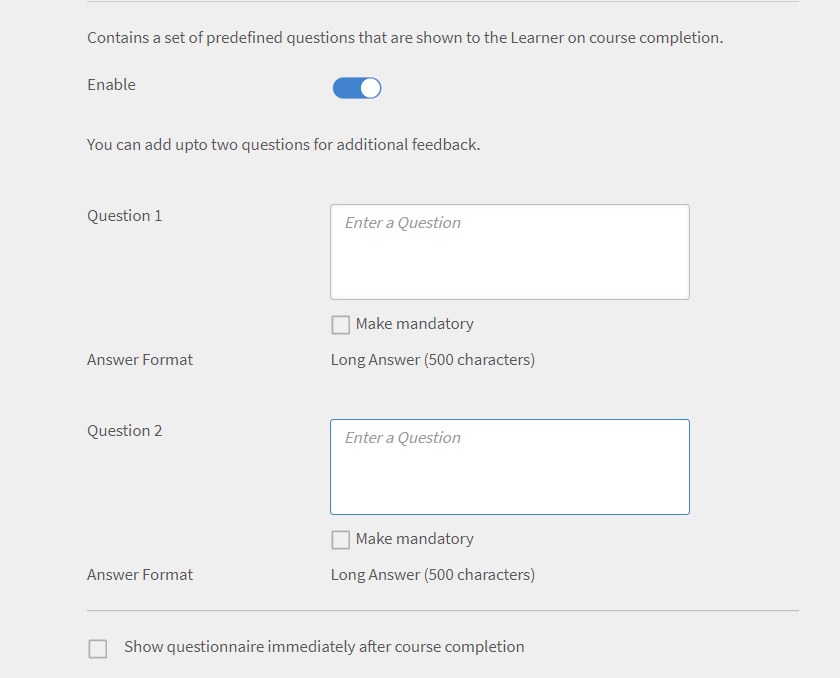 Contains a set of predefined questions that are shown to the Learner on course completion.
Enable
You can add upto two questions for additional feedback.
Question 1
Enter a Question
Make mandatory
Answer Format
Long Answer (500 characters)
Question 2
Enter a Question
Make mandatory
Answer Format
Long Answer (500 characters)
Show questionnaire immediately after course completion